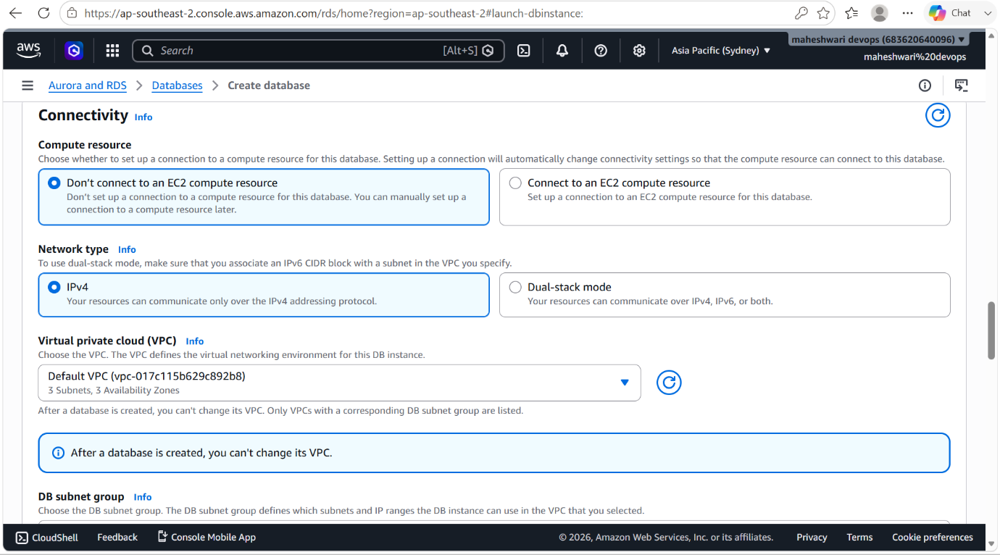 https://ap-southeast-2.console.aws.amazon.com/rds/home?region=ap-southeast-2#launch-dbinstance:
Chat
aws
Search
[Alt+S]
Asia Pacific (Sydney)
maheshwari devops (683620640096)
maheshwari%20devops
Aurora and RDS
Databases
Create database
Connectivity Info
Compute resource
Choose whether to set up a connection to a compute resource for this database. Setting up a connection will automatically change connectivity settings so that the compute resource can connect to this database.
Don’t connect to an EC2 compute resource
Don’t set up a connection to a compute resource for this database. You can manually set up a
connection to a compute resource later.
Connect to an EC2 compute resource
Set up a connection to an EC2 compute resource for this database.
Network type Info
To use dual-stack mode, make sure that you associate an IPv6 CIDR block with a subnet in the VPC you specify.
IPv4
Your resources can communicate only over the IPv4 addressing protocol.
Dual-stack mode
Your resources can communicate over IPv4, IPv6, or both.
Virtual private cloud (VPC) Info
Choose the VPC. The VPC defines the virtual networking environment for this DB instance.
Default VPC (vpc-017c115b629c892b8)
3 Subnets, 3 Availability Zones
After a database is created, you can't change its VPC. Only VPCs with a corresponding DB subnet group are listed.
After a database is created, you can't change its VPC.
DB subnet group Info
Choose the DB subnet group. The DB subnet group defines which subnets and IP ranges the DB instance can use in the VPC that you selected.
CloudShell
Feedback
Console Mobile App
© 2026, Amazon Web Services, Inc. or its affiliates.
Privacy
Terms
Cookie preferences